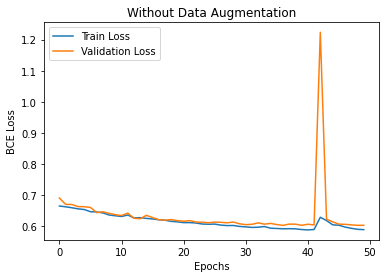 Without Data Augmentation
Train Loss
Validation Loss
1.2
1.1
1.0
0.9
0.8
0.7
0.6
BCE Loss
0 10 20 30 40 50
Epochs